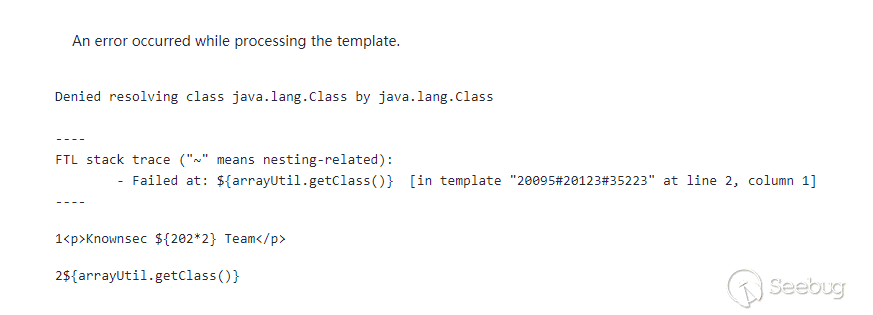 An error occurred while processing the template.
Denied resolving class java.lang.Class by java.lang.Class
----
FTL stack trace ("~" means nesting-related):
- Failed at: ${arrayUtil.getClass()} [in template "20095#20123#35223" at line 2, column 1]
----
1<p>Knownsec ${202*2} Team</p>
2${arrayUtil.getClass()}
Seebug